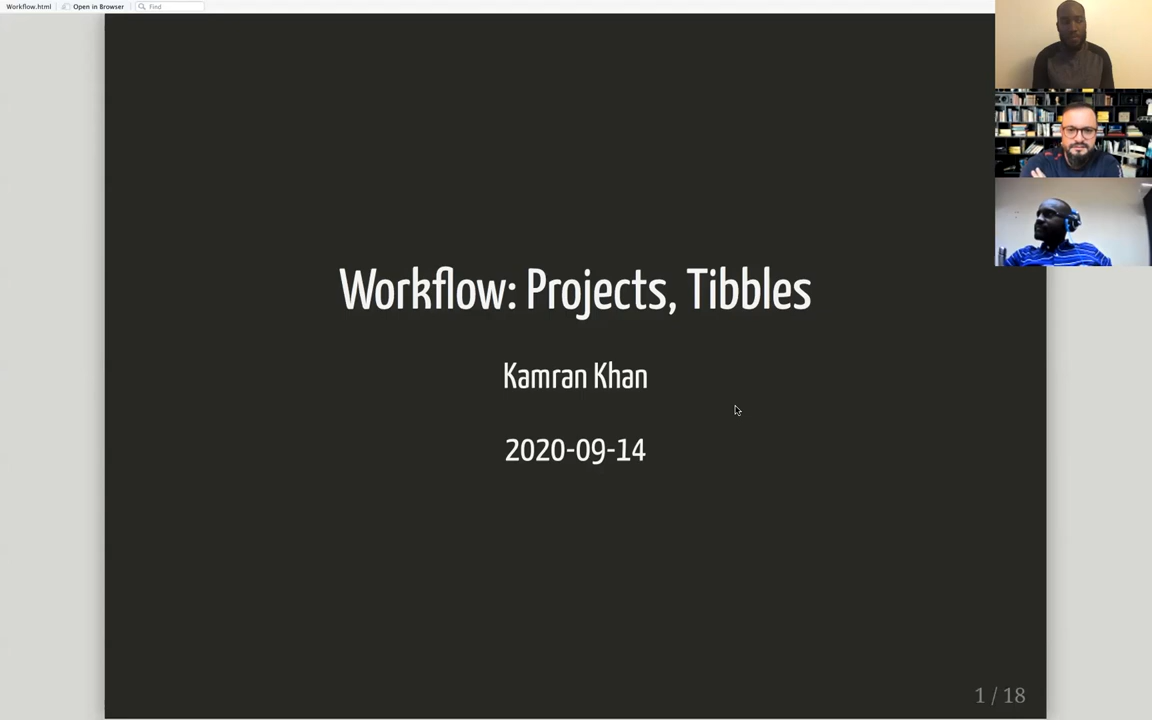 Workflow.html
Open in Browser
Find
Workflow: Projects, Tibbles
Kamran Khan
2020-09-14
1 / 18